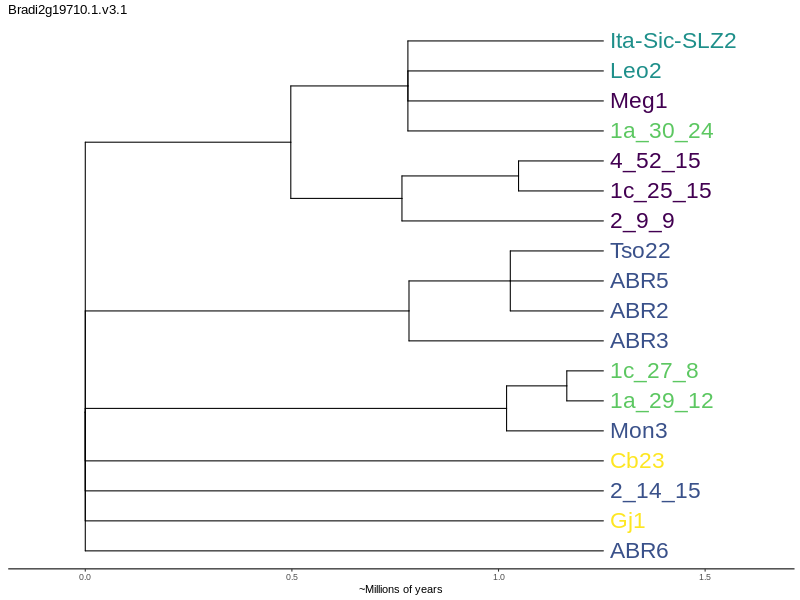 Bradi2g19710.1.v3.1
Ita-Sic-SLZ2
Leo2
Meg1
1a_30_24
4_52_15
1c_25_15
2_9_9
Tso22
ABR5
ABR2
ABR3
1c_27_8
1a_29_12
Mon3
Cb23
2_14_15
Gj1
ABR6
0.0 0.5 1.0 1.5
~Millions of years